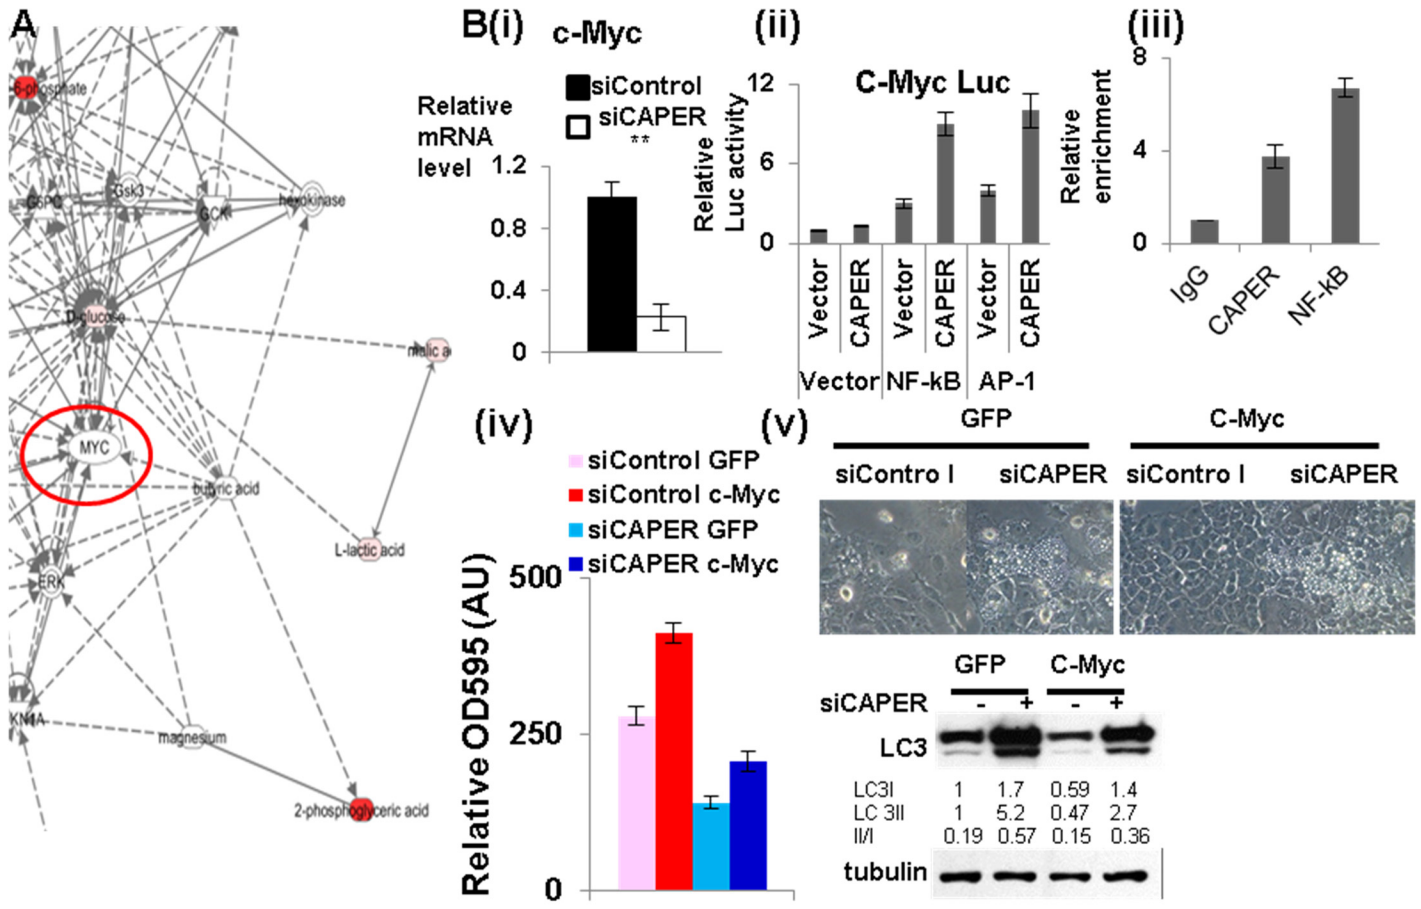 A
6-phosphate
G6PC
Gsk3
GCK
hexokinase
D-glucose
malic a
MYC
butyric acid
L-lactic acid
ERK
KN1A
magnesium
2-phosphoglyceric acid
B(i)
c-Myc
siControl
siCAPER
**
Relative
mRNA
level
1.2
0.8
0.4
0
(ii)
C-Myc Luc
Relative
Luc activity
12
6
0
Vector
CAPER
Vector
CAPER
Vector
CAPER
Vector NF-kB AP-1
(iii)
Relative
enrichment
8
4
0
IgG
CAPER
NF-kB
(iv)
siControl GFP
siControl c-Myc
siCAPER GFP
siCAPER c-Myc
Relative OD595 (AU)
500
250
0
(v)
GFP C-Myc
siContro l siCAPER siContro l siCAPER
GFP C-Myc
siCAPER - + - +
LC3
LC3I 1 1.7 0.59 1.4
LC 3II 1 5.2 0.47 2.7
II/I 0.19 0.57 0.15 0.36
tubulin